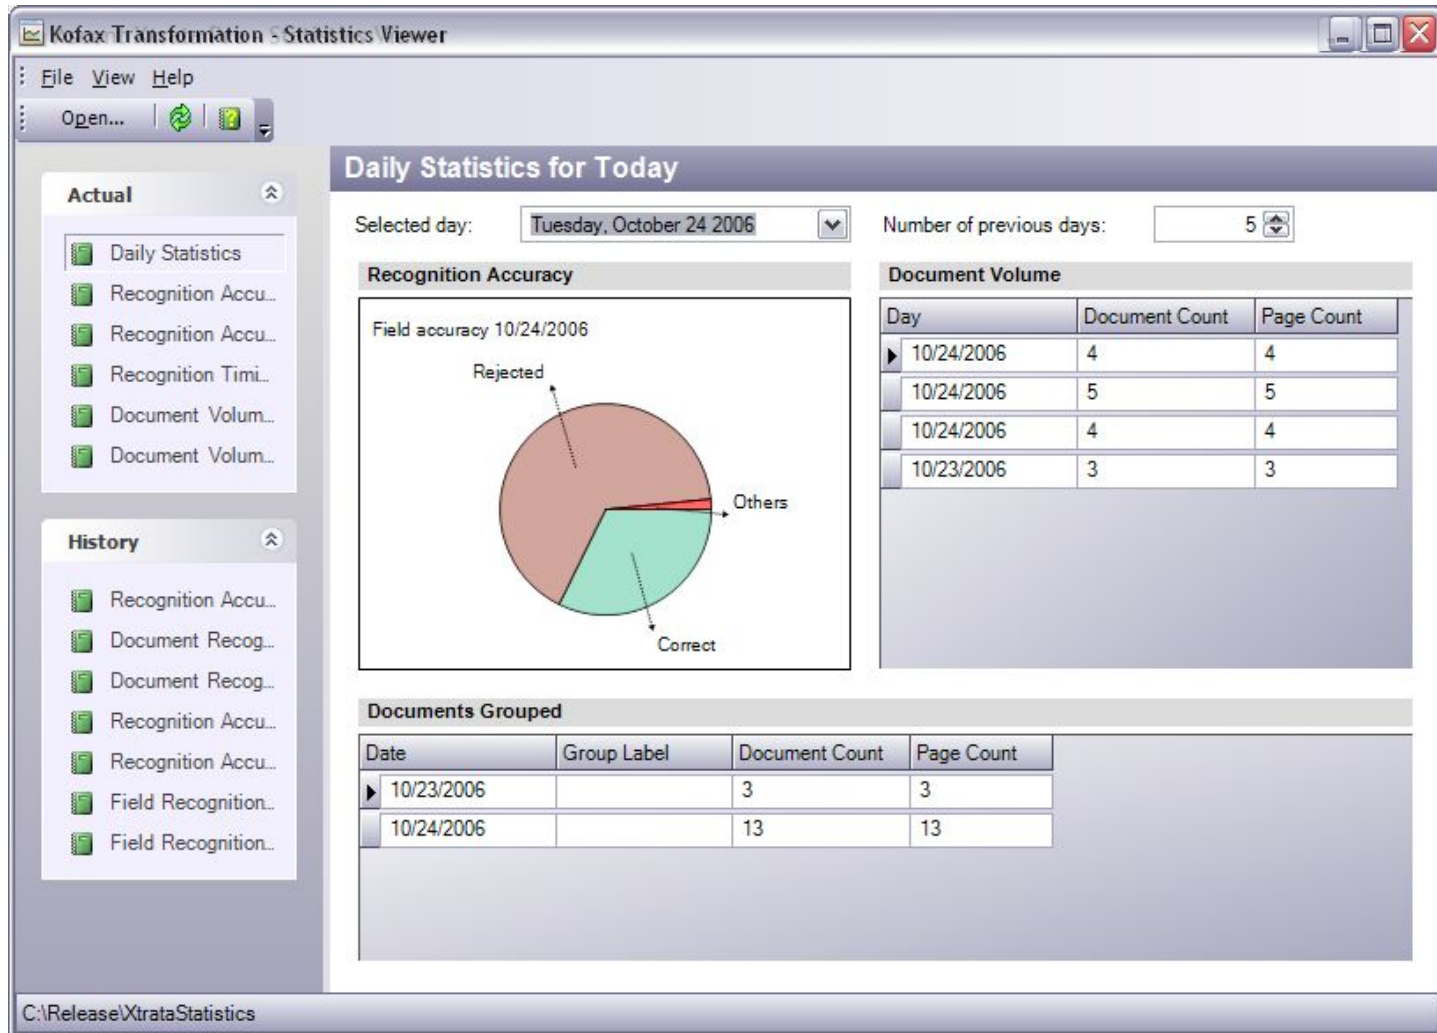 Kofax Transformation - Statistics Viewer
File View Help
Open...
Actual
Daily Statistics
Recognition Accu...
Recognition Accu...
Recognition Timi...
Document Volum...
Document Volum...
History
Recognition Accu...
Document Recog...
Document Recog...
Recognition Accu...
Recognition Accu...
Field Recognition...
Field Recognition...
Daily Statistics for Today
Selected day: Tuesday, October 24 2006 Number of previous days: 5
Recognition Accuracy
Field accuracy 10/24/2006
Rejected
Others
Correct
Document Volume
Day Document Count Page Count
10/24/2006 4 4
10/24/2006 5 5
10/24/2006 4 4
10/23/2006 3 3
Documents Grouped
Date Group Label Document Count Page Count
10/23/2006 3 3
10/24/2006 13 13
C:\Release\XtrataStatistics